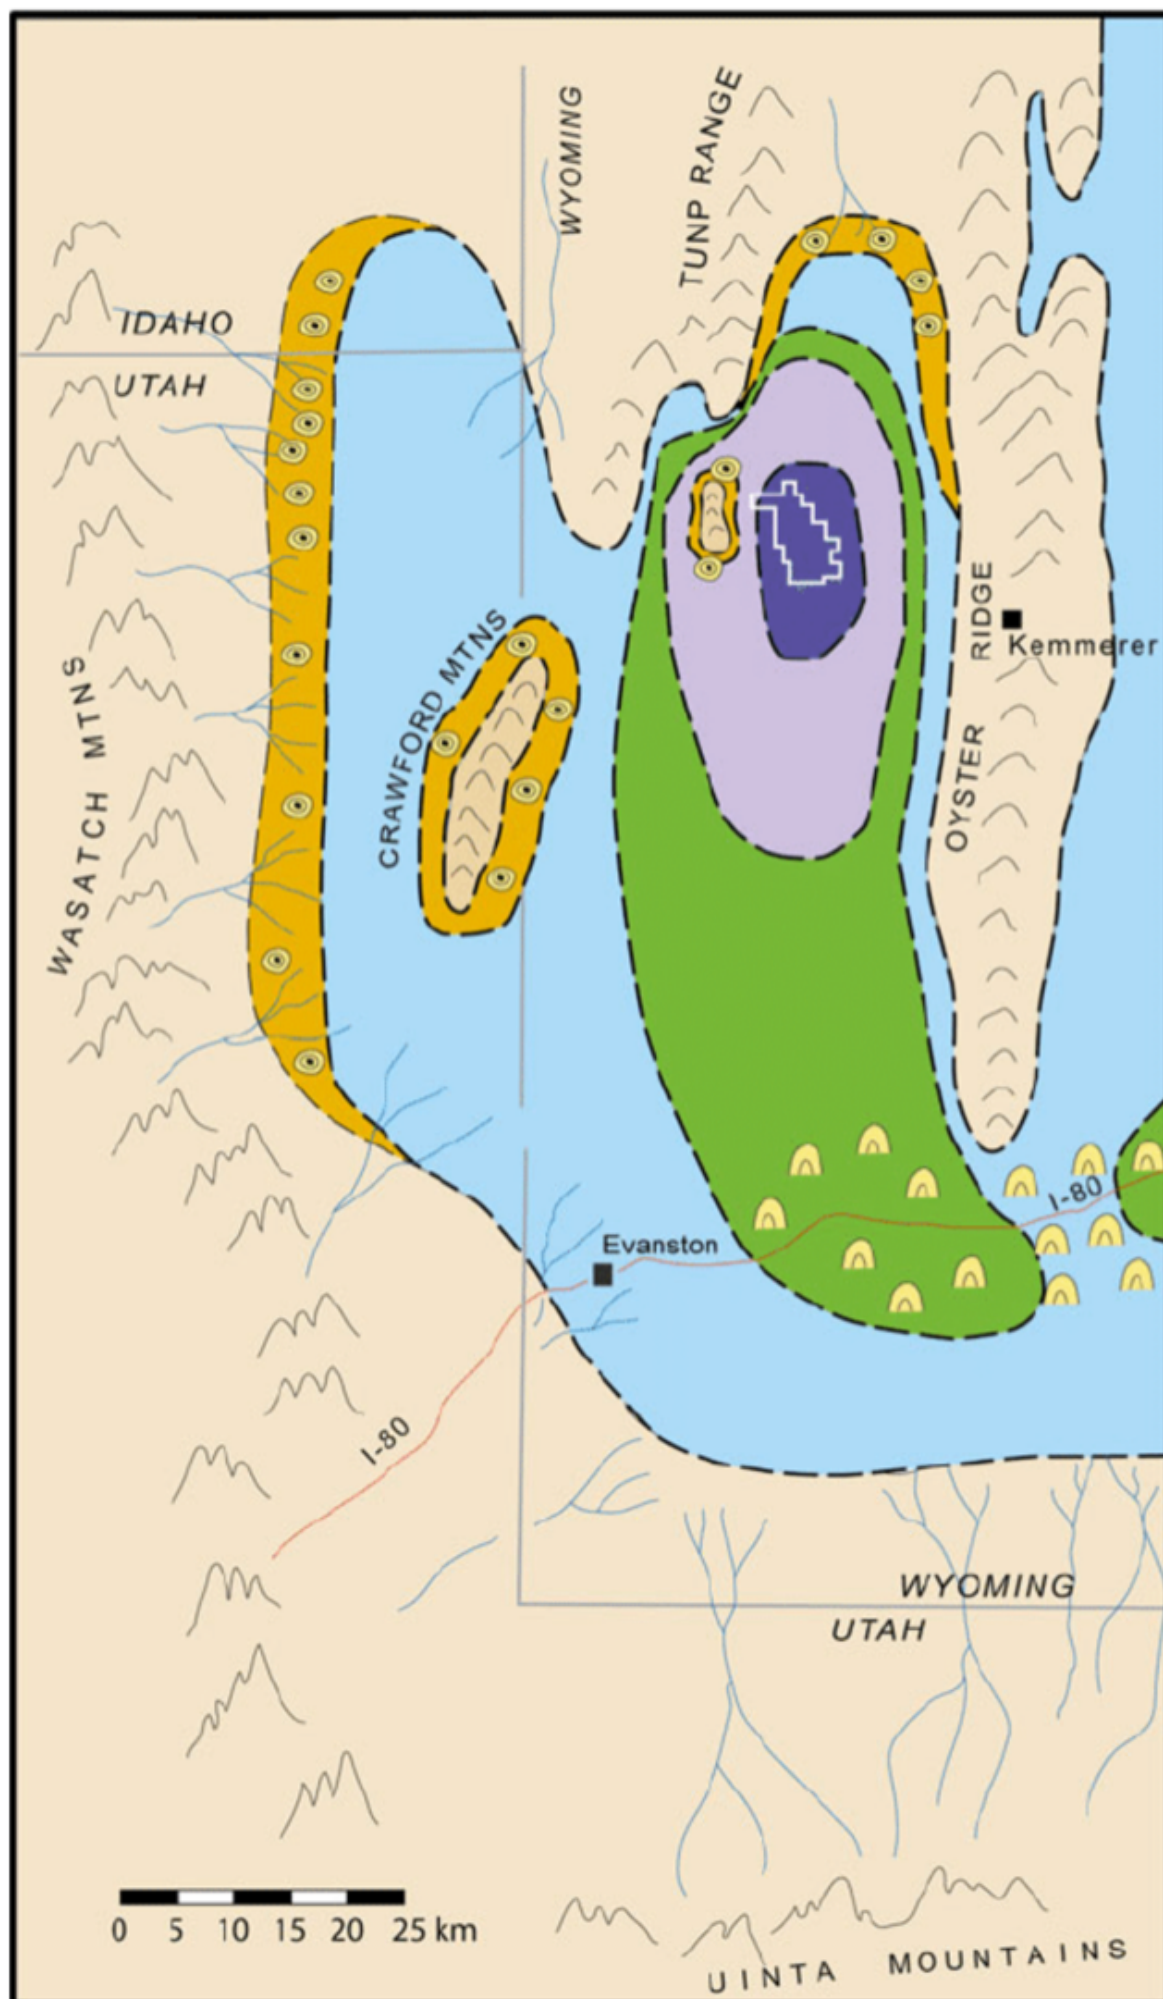 WYOMING
TUNP RANGE
IDAHO
UTAH
WASATCH MTNS
CRAWFORD MTNS
OYSTER RIDGE
Kemmerer
I-80
Evanston
I-80
WYOMING
UTAH
0 5 10 15 20 25 km
UINTA MOUNTAINS